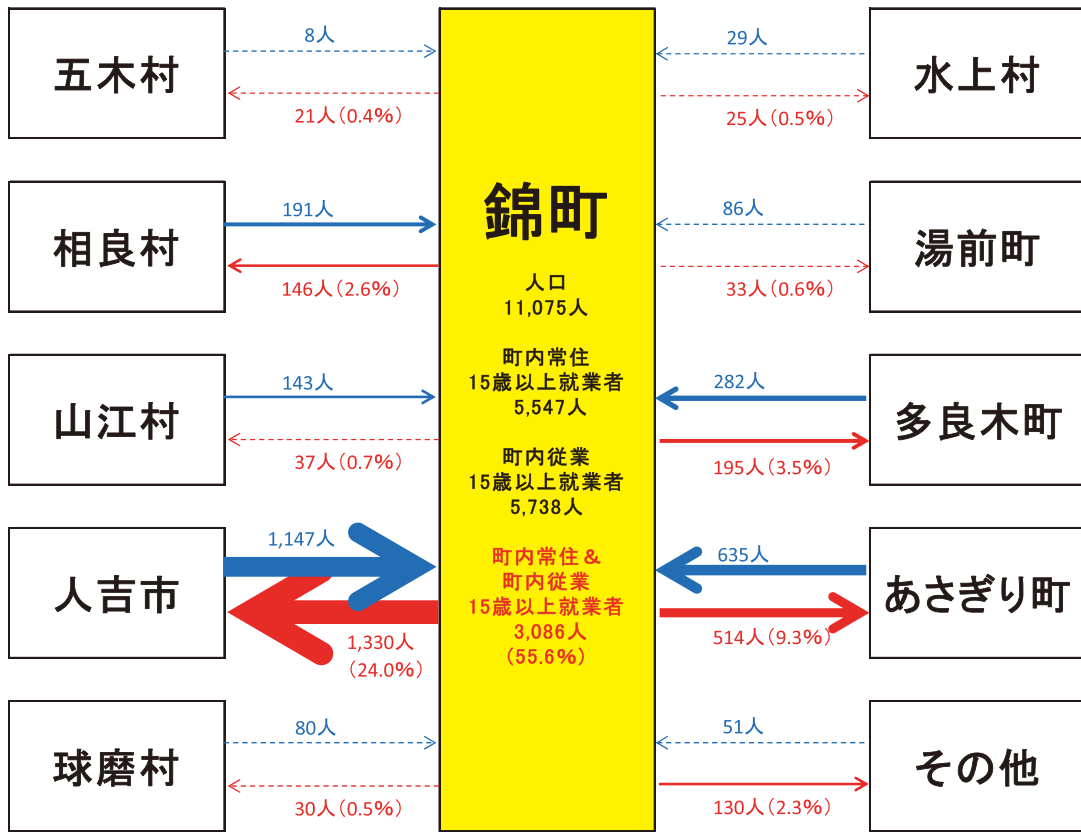 五木村
8人
21人(0.4%)
相良村
191人
146人(2.6%)
山江村
143人
37人(0.7%)
人吉市
1,147人
1,330人
(24.0%)
球磨村
80人
30人(0.5%)
錦町
人口
11,075人
町内常住
15歳以上就業者
5,547人
町内従業
15歳以上就業者
5,738人
町内常住&
町内従業
15歳以上就業者
3,086人
(55.6%)
水上村
29人
25人(0.5%)
湯前町
86人
33人(0.6%)
多良木町
282人
195人(3.5%)
あさぎり町
635人
514人(9.3%)
その他
51人
130人(2.3%)